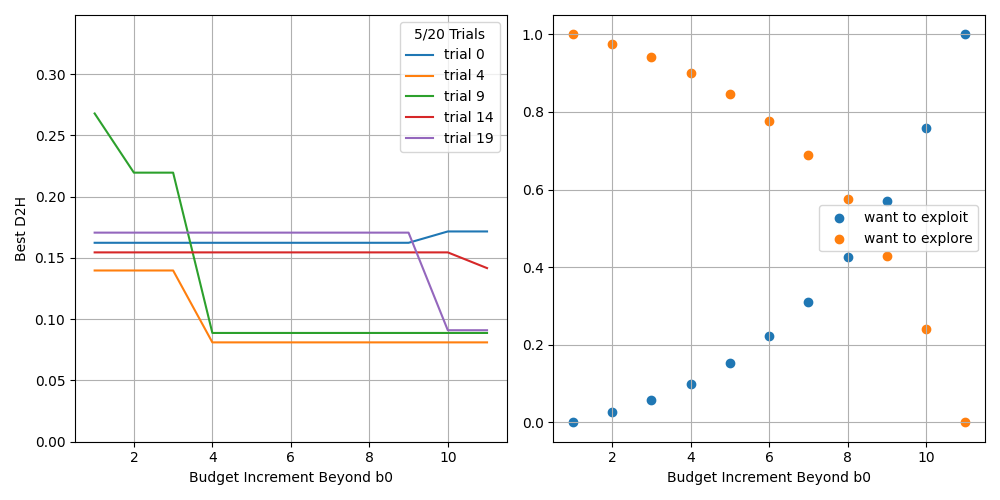 5/20 Trials
trial 0
trial 4
trial 9
trial 14
trial 19
0.30
0.25
0.20
0.15
0.10
0.05
0.00
Best D2H
2 4 6 8 10
Budget Increment Beyond b0
1.0
0.8
0.6
0.4
0.2
0.0
want to exploit
want to explore
2 4 6 8 10
Budget Increment Beyond b0